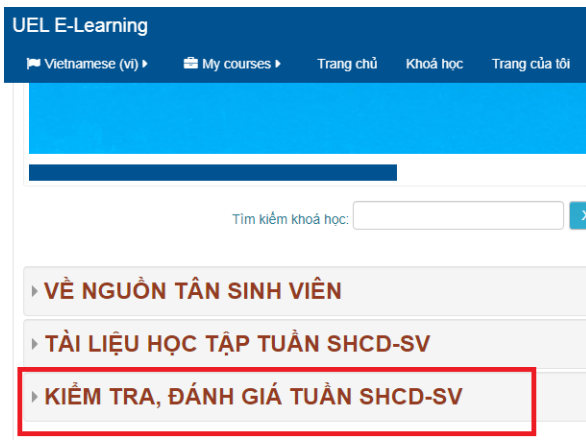 UEL E-Learning
Vietnamese (vi) My courses Trang chủ Khoá học Trang của tôi
Tìm kiếm khoá học:
VỀ NGUỒN TÂN SINH VIÊN
TÀI LIỆU HỌC TẬP TUẦN SHCD-SV
KIỂM TRA, ĐÁNH GIÁ TUẦN SHCD-SV